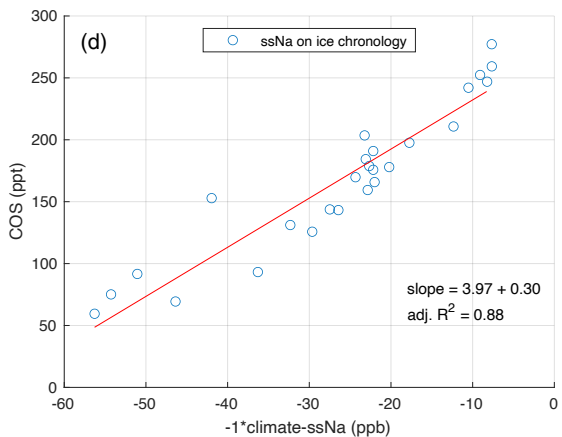 (d)
ssNa on ice chronology
300
250
200
150
100
50
0
COS (ppt)
slope = 3.97 + 0.30
adj. R² = 0.88
-60
-50
-40
-30
-20
-10
0
-1*climate-ssNa (ppb)